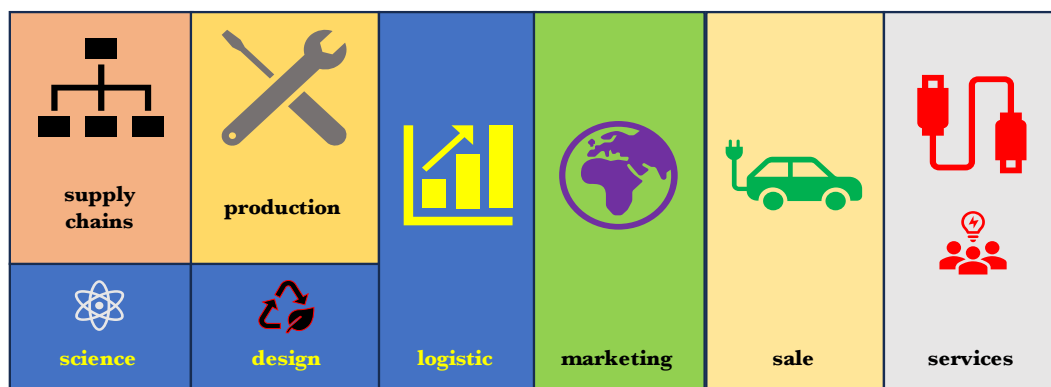 supply
chains
production
science
design
logistic
marketing
sale
services